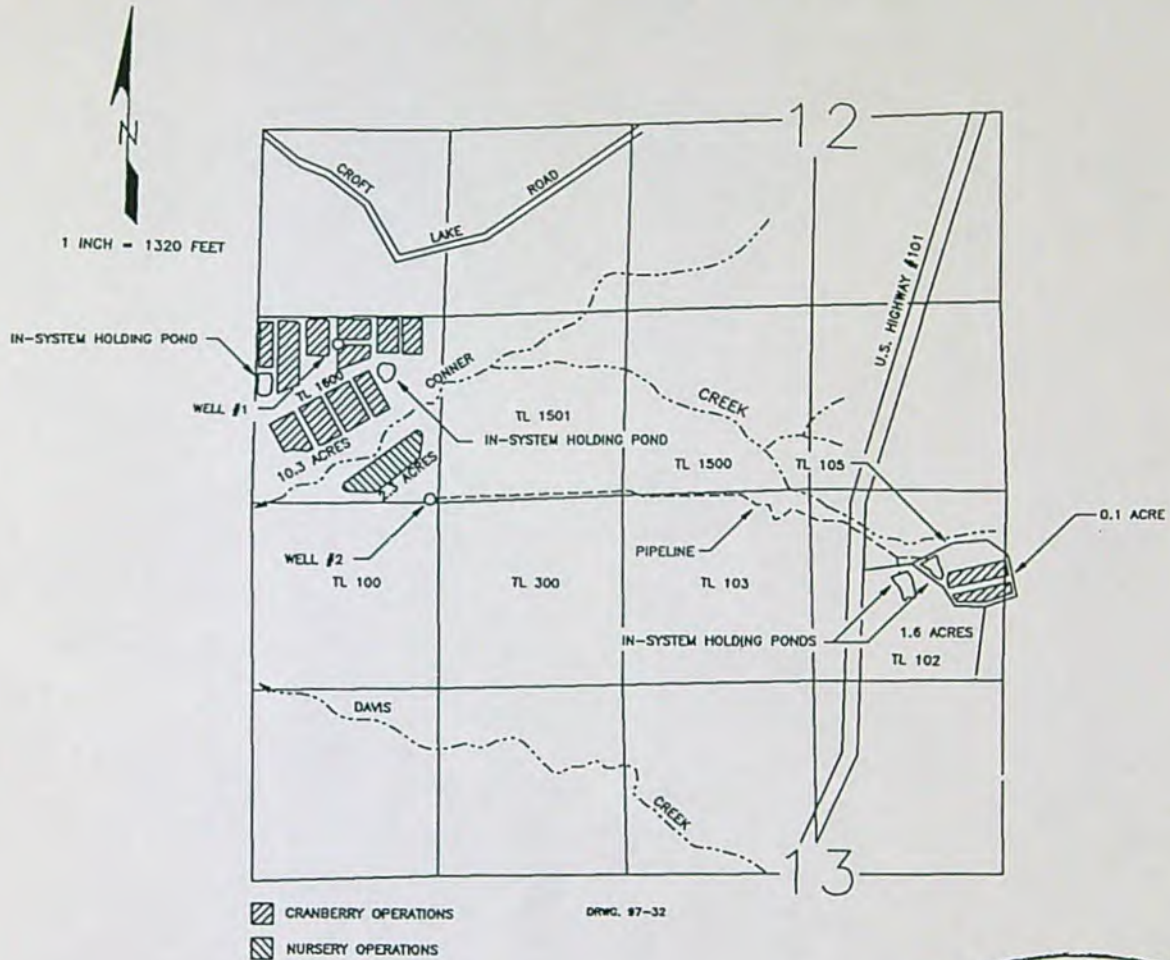 12
N
1 INCH = 1320 FEET
CROFT
LAKE
ROAD
U.S. HIGHWAY #101
IN-SYSTEM HOLDING POND
WELL #1
TL 1600
CONNER
CREEK
TL 1501
IN-SYSTEM HOLDING POND
10.3 ACRES
2.3 ACRES
TL 1500
TL 105
0.1 ACRE
WELL #2
PIPELINE
TL 100
TL 300
TL 103
IN-SYSTEM HOLDING PONDS
1.6 ACRES
TL 102
DAVIS
CREEK
13
CRANBERRY OPERATIONS
DRWG. 97-32
NURSERY OPERATIONS